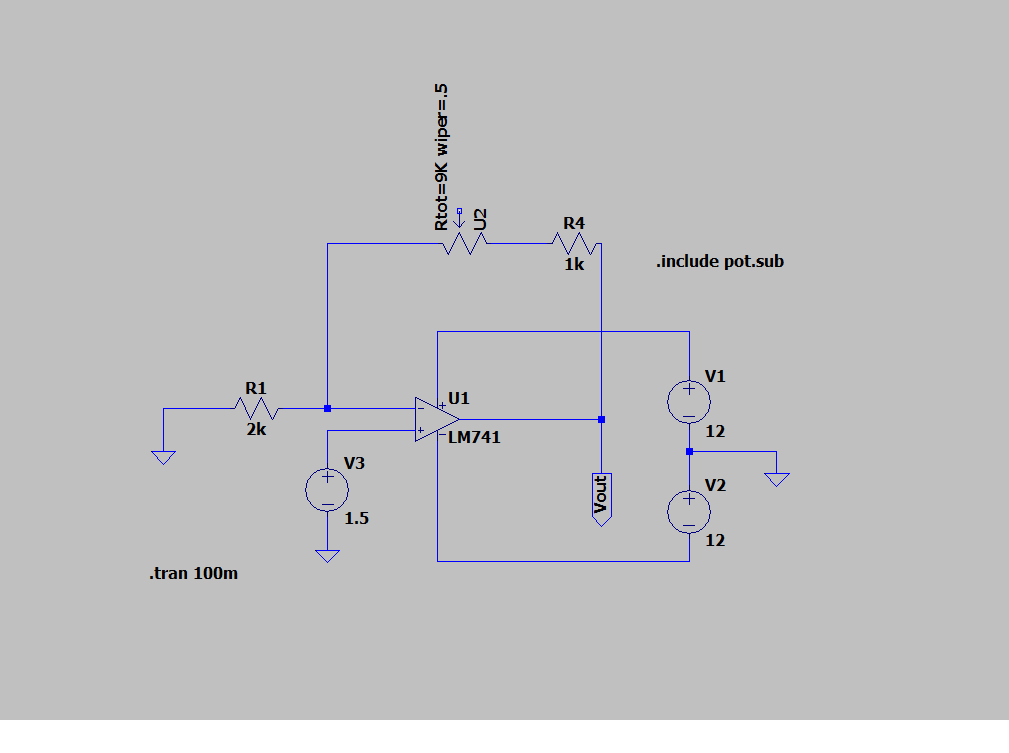 Rtot=9K wiper=.5
U2
R4
1k
.include pot.sub
R1
2k
U1
LM741
V1
12
V3
1.5
Vout
V2
12
.tran 100m